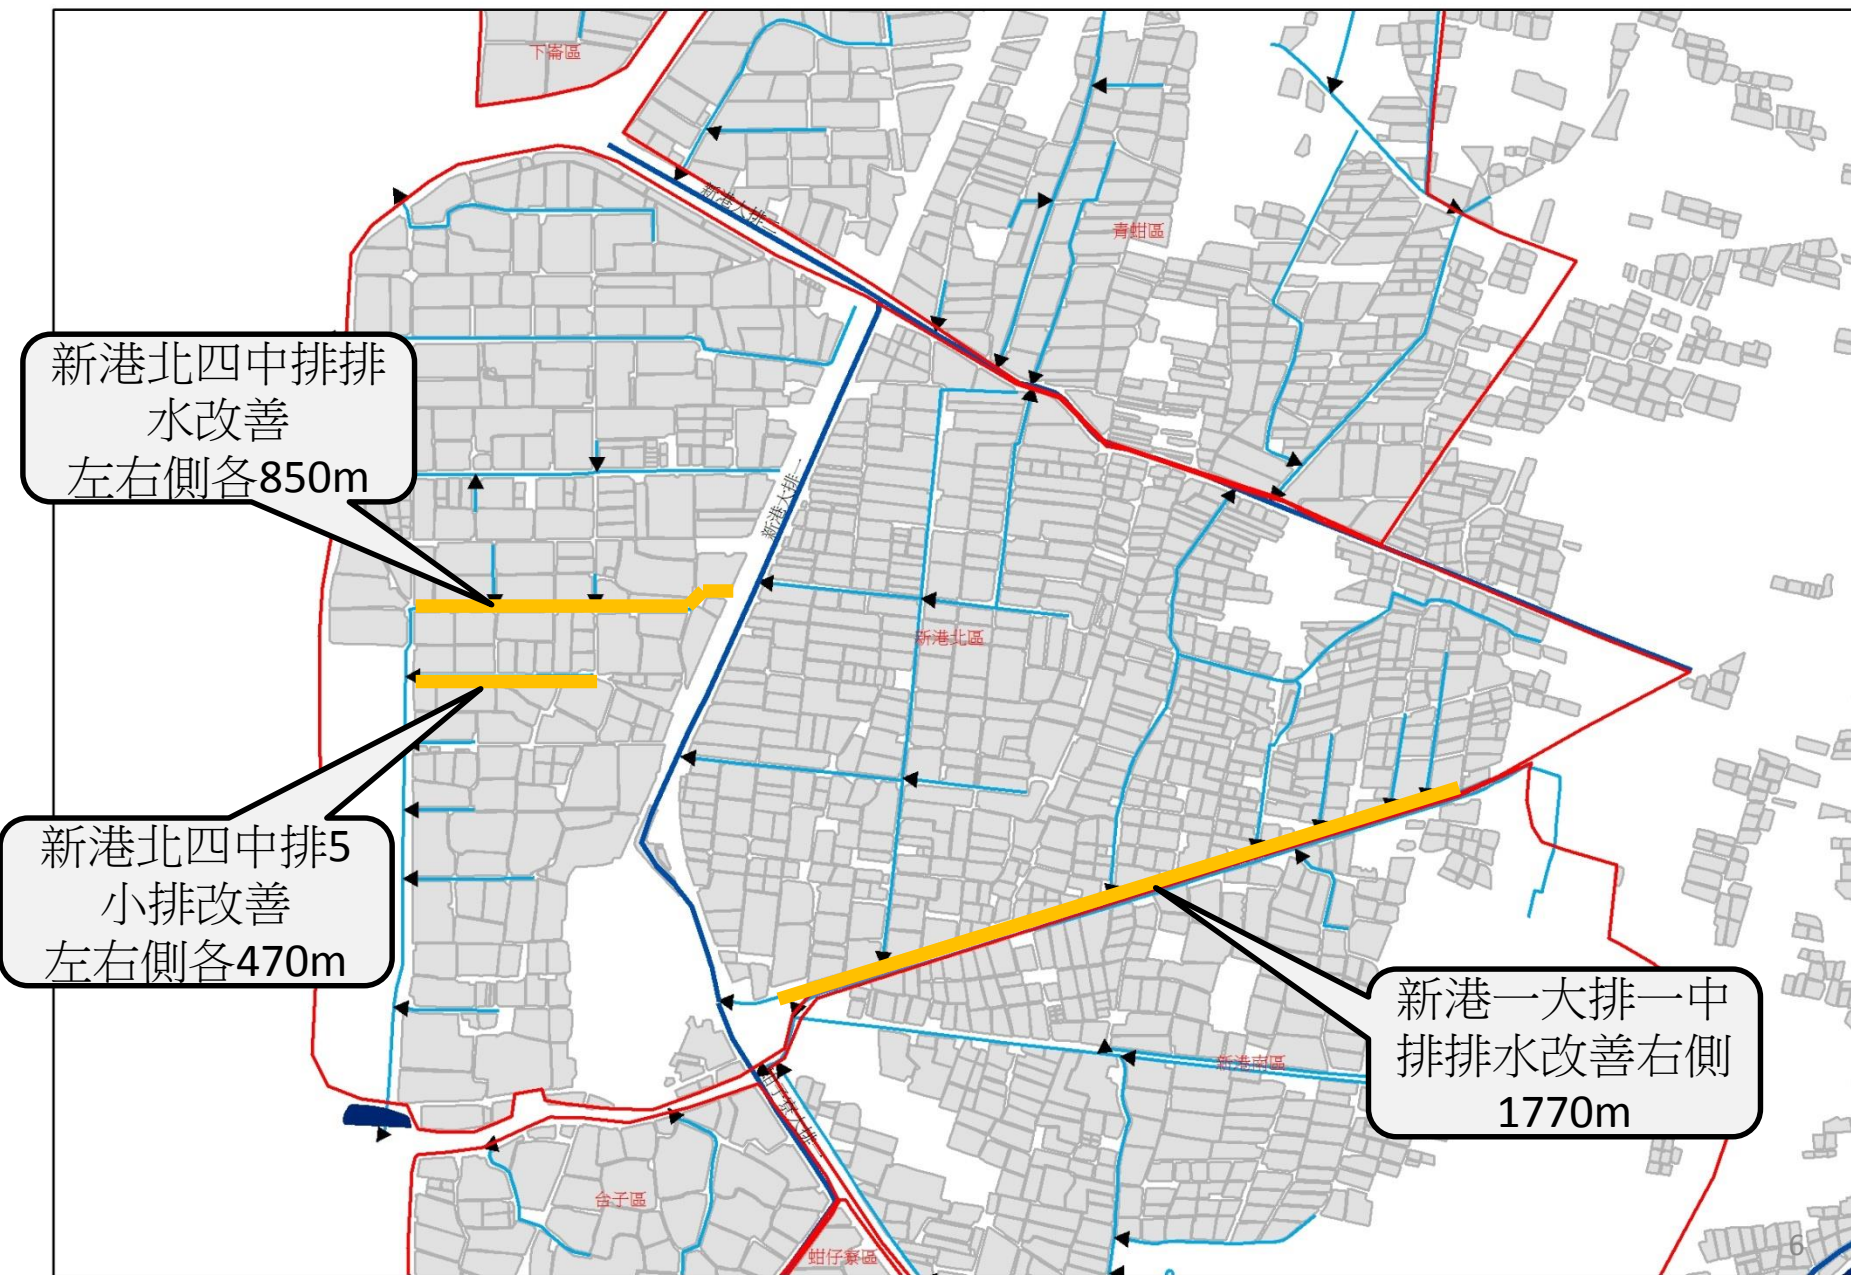 下崙區
新港大排二
青蚶區
新港北四中排排
水改善
左右側各850m
新港大排一
新港北區
新港北四中排5
小排改善
左右側各470m
新港一大排一中
排排水改善右側
1770m
新港南區
台子區
蚶仔寮區
6